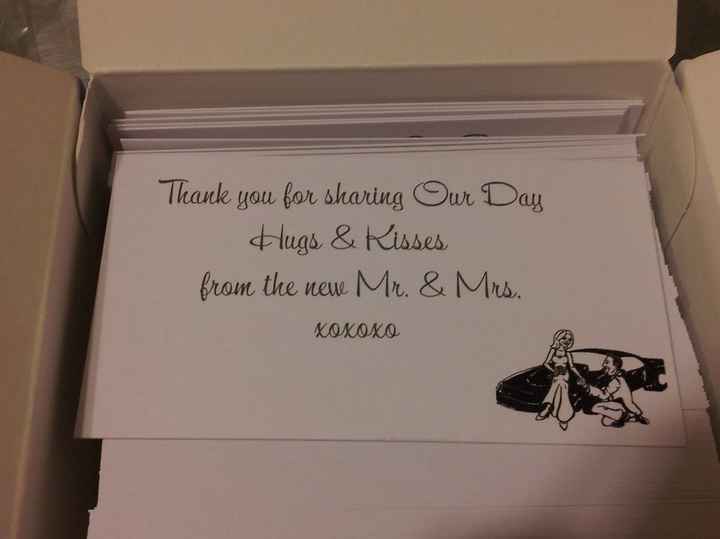 Thank you for sharing Our Day
Hugs & Kisses
from the new Mr. & Mrs.
xoxoxo